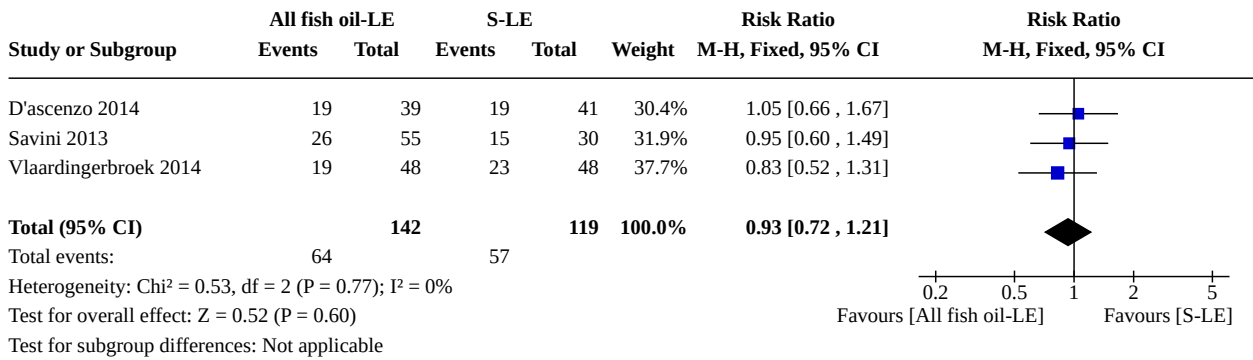 All fish oil-LE S-LE Risk Ratio Risk Ratio
Study or Subgroup Events Total Events Total Weight M-H, Fixed, 95% CI M-H, Fixed, 95% CI
D'ascenzo 2014 19 39 19 41 30.4% 1.05 [0.66 , 1.67]
Savini 2013 26 55 15 30 31.9% 0.95 [0.60 , 1.49]
Vlaardingerbroek 2014 19 48 23 48 37.7% 0.83 [0.52 , 1.31]
Total (95% CI) 142 119 100.0% 0.93 [0.72 , 1.21]
Total events: 64 57
Heterogeneity: Chi² = 0.53, df = 2 (P = 0.77); I² = 0%
0.2 0.5 1 2 5
Test for overall effect: Z = 0.52 (P = 0.60) Favours [All fish oil-LE] Favours [S-LE]
Test for subgroup differences: Not applicable